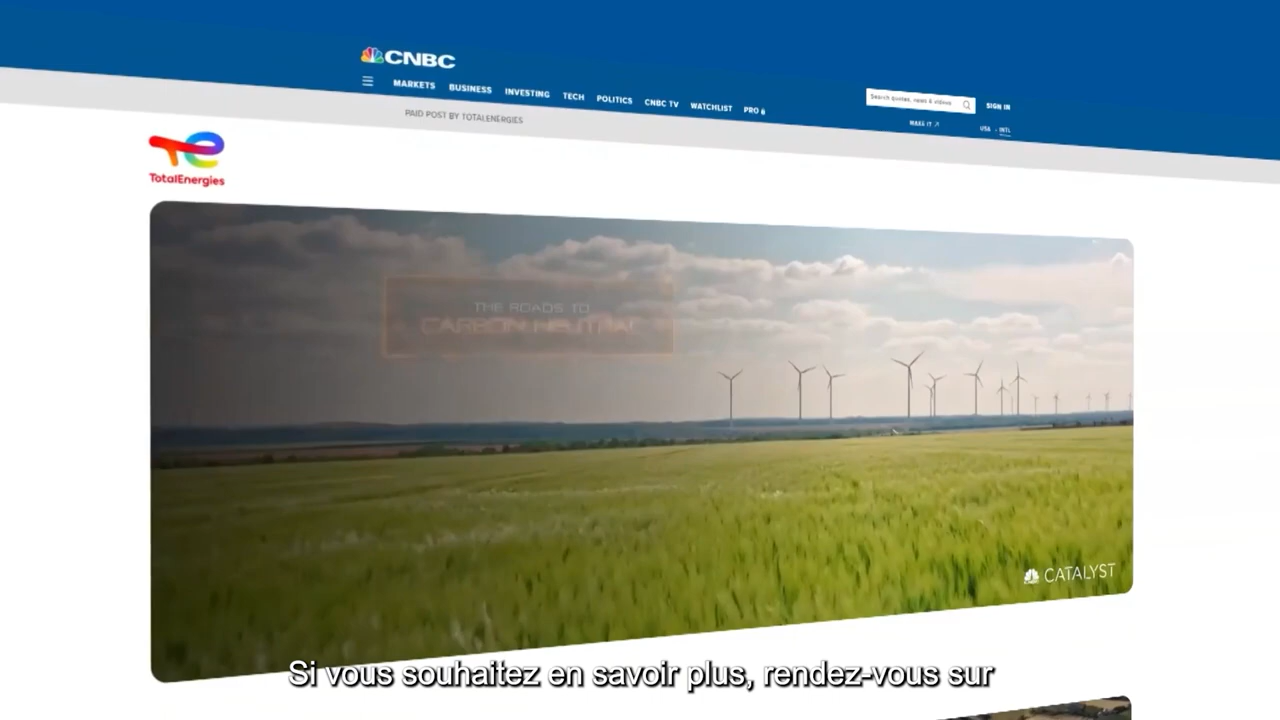 CNBC
MARKETS BUSINESS INVESTING TECH POLITICS CNBC TV WATCHLIST PRO
Search quotes, news & videos
SIGN IN
MAKE IT
USA • INTL
PAID POST BY TOTALENERGIES
TotalEnergies
THE ROADS TO
CARBON NEUTRAL
CATALYST
Si vous souhaitez en savoir plus, rendez-vous sur